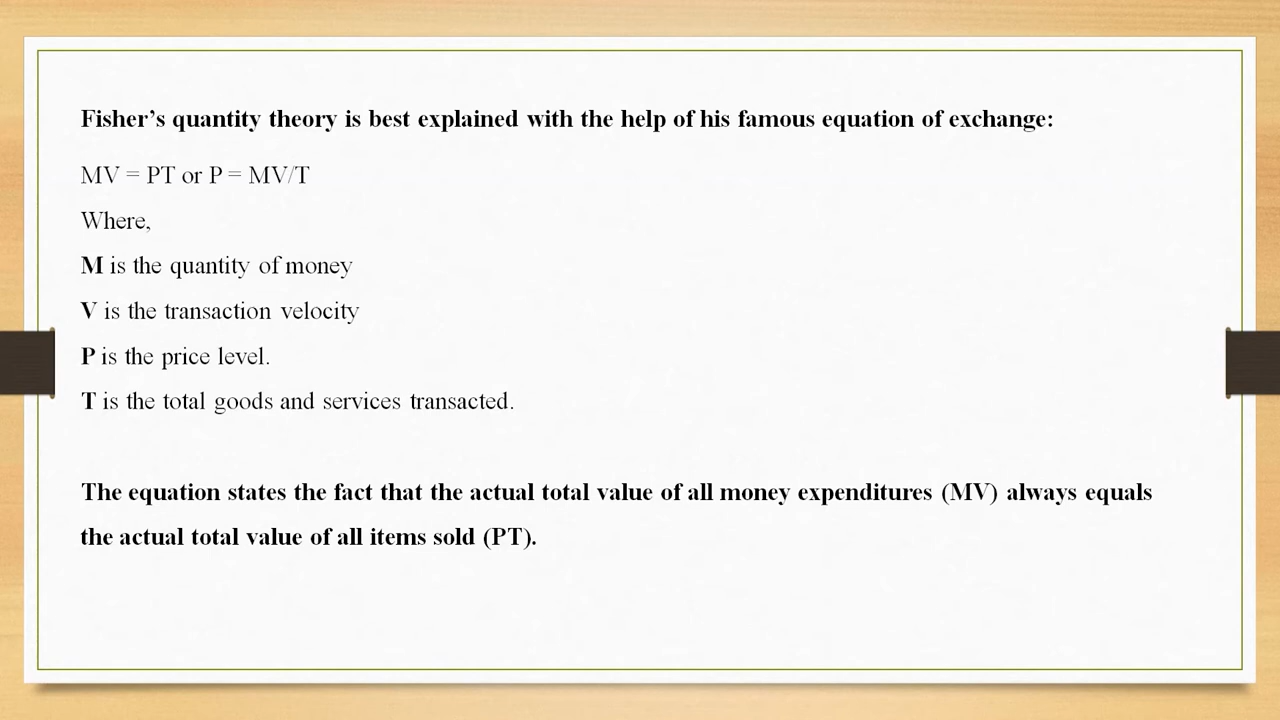 Fisher’s quantity theory is best explained with the help of his famous equation of exchange:
MV = PT or P = MV/T
Where,
M is the quantity of money
V is the transaction velocity
P is the price level.
T is the total goods and services transacted.
The equation states the fact that the actual total value of all money expenditures (MV) always equals
the actual total value of all items sold (PT).